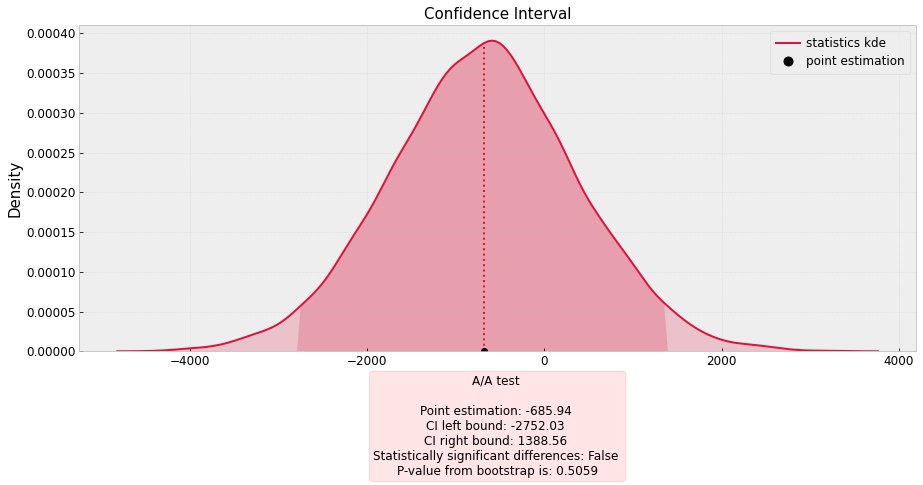 Confidence Interval
statistics kde
point estimation
Density
0.00040
0.00035
0.00030
0.00025
0.00020
0.00015
0.00010
0.00005
0.00000
−4000 −2000 0 2000 4000
A/A test
Point estimation: -685.94
CI left bound: -2752.03
CI right bound: 1388.56
Statistically significant differences: False
P-value from bootstrap is: 0.5059